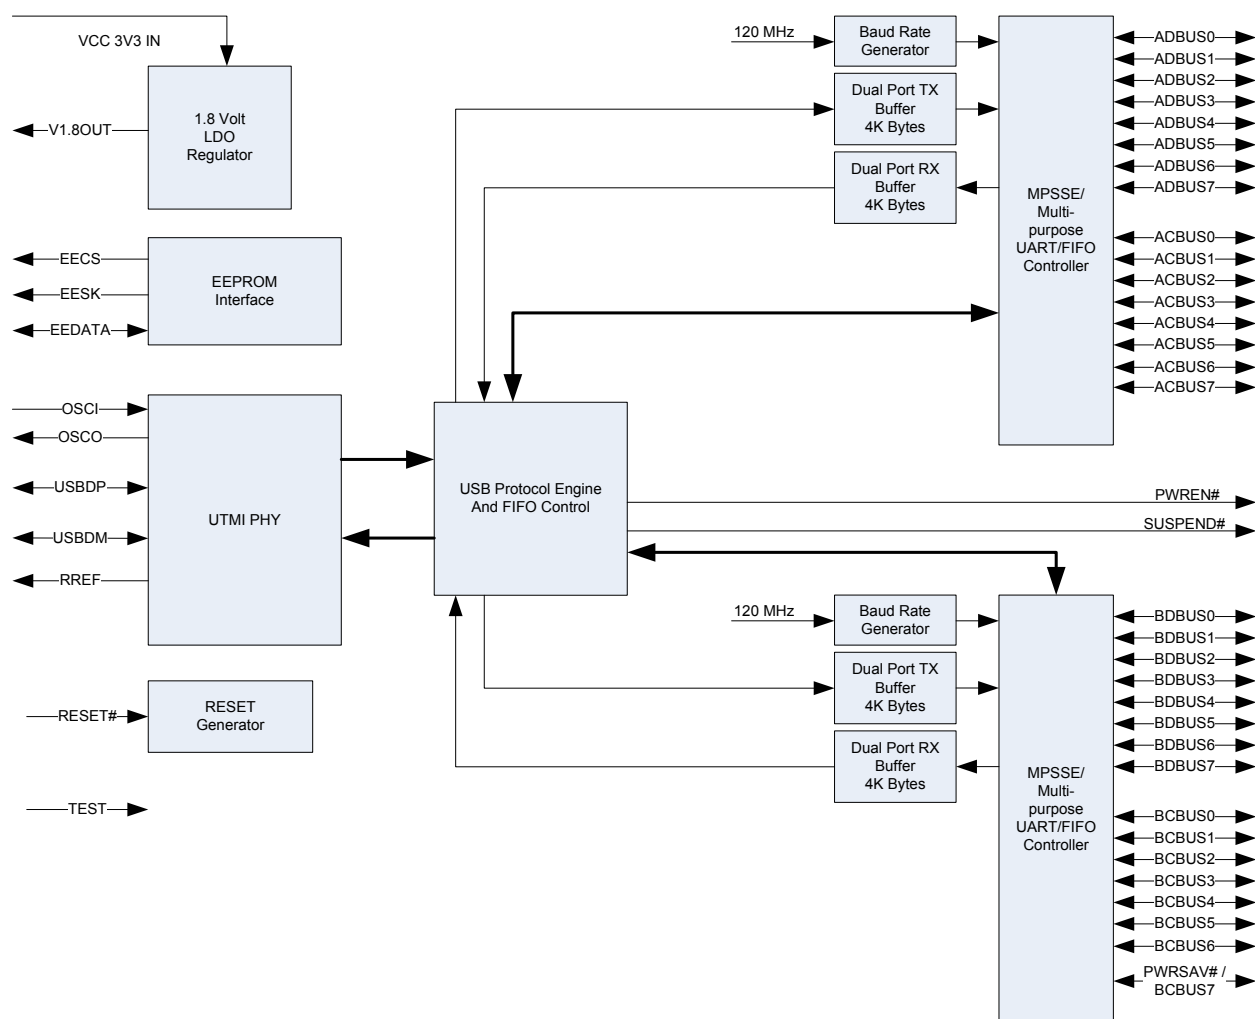 VCC 3V3 IN
1.8 Volt
LDO
Regulator
V1.8OUT
EECS
EESK
EEDATA
EEPROM
Interface
OSCI
OSCO
USBDP
USBDM
RREF
UTMI PHY
RESET#
RESET
Generator
TEST
USB Protocol Engine
And FIFO Control
120 MHz
Baud Rate
Generator
Dual Port TX
Buffer
4K Bytes
Dual Port RX
Buffer
4K Bytes
MPSSE/
Multi-
purpose
UART/FIFO
Controller
ADBUS0
ADBUS1
ADBUS2
ADBUS3
ADBUS4
ADBUS5
ADBUS6
ADBUS7
ACBUS0
ACBUS1
ACBUS2
ACBUS3
ACBUS4
ACBUS5
ACBUS6
ACBUS7
PWREN#
SUSPEND#
120 MHz
Baud Rate
Generator
Dual Port TX
Buffer
4K Bytes
Dual Port RX
Buffer
4K Bytes
MPSSE/
Multi-
purpose
UART/FIFO
Controller
BDBUS0
BDBUS1
BDBUS2
BDBUS3
BDBUS4
BDBUS5
BDBUS6
BDBUS7
BCBUS0
BCBUS1
BCBUS2
BCBUS3
BCBUS4
BCBUS5
BCBUS6
PWRSAV# /
BCBUS7